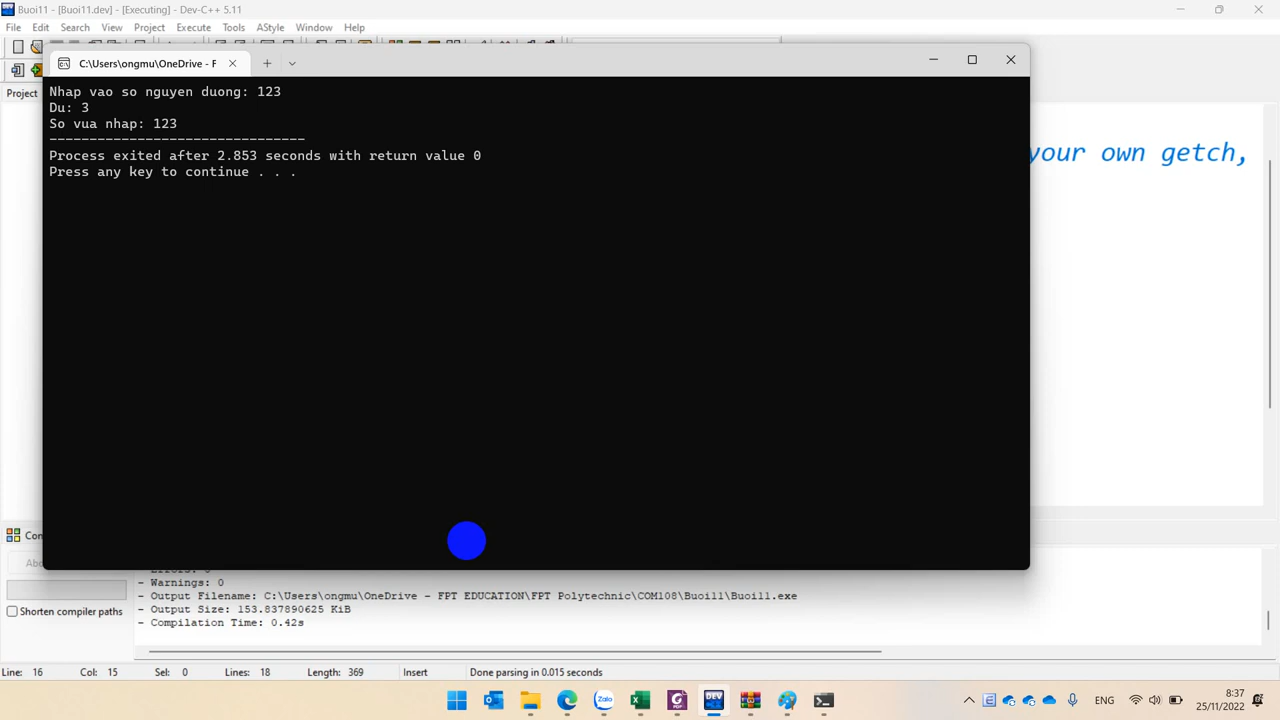 Buoi11 - [Buoi11.dev] - [Executing] - Dev-C++ 5.11
File Edit Search View Project Execute Tools AStyle Window Help
C:\Users\ongmu\OneDrive - F
Project
Nhap vao so nguyen duong: 123
Du: 3
So vua nhap: 123
--------------------------------
Process exited after 2.853 seconds with return value 0
Press any key to continue . . .
your own getch,
- Warnings: 0
- Output Filename: C:\Users\ongmu\OneDrive - FPT EDUCATION\FPT Polytechnic\COM108\Buoi11\Buoi11.exe
- Output Size: 153.837890625 KiB
- Compilation Time: 0.42s
Shorten compiler paths
Line: 16 Col: 15 Sel: 0 Lines: 18 Length: 369 Insert Done parsing in 0.015 seconds
Zalo
DEV
ENG
8:37
25/11/2022